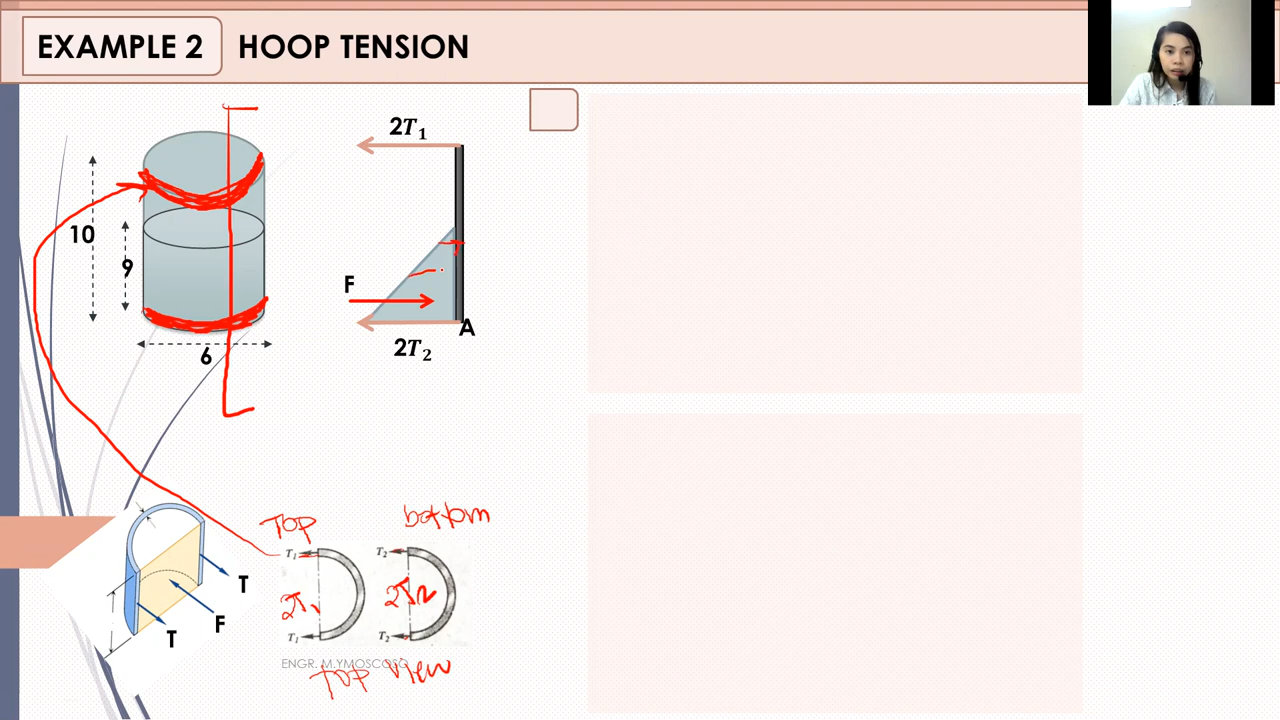 EXAMPLE 2 HOOP TENSION
10
9
6
2T₁
F
A
2T₂
Top
bottom
T₁
T₂
2T₁
2T₂
T₁
T₂
T
F
T
ENGR. M.YMOSCOSO
Top View